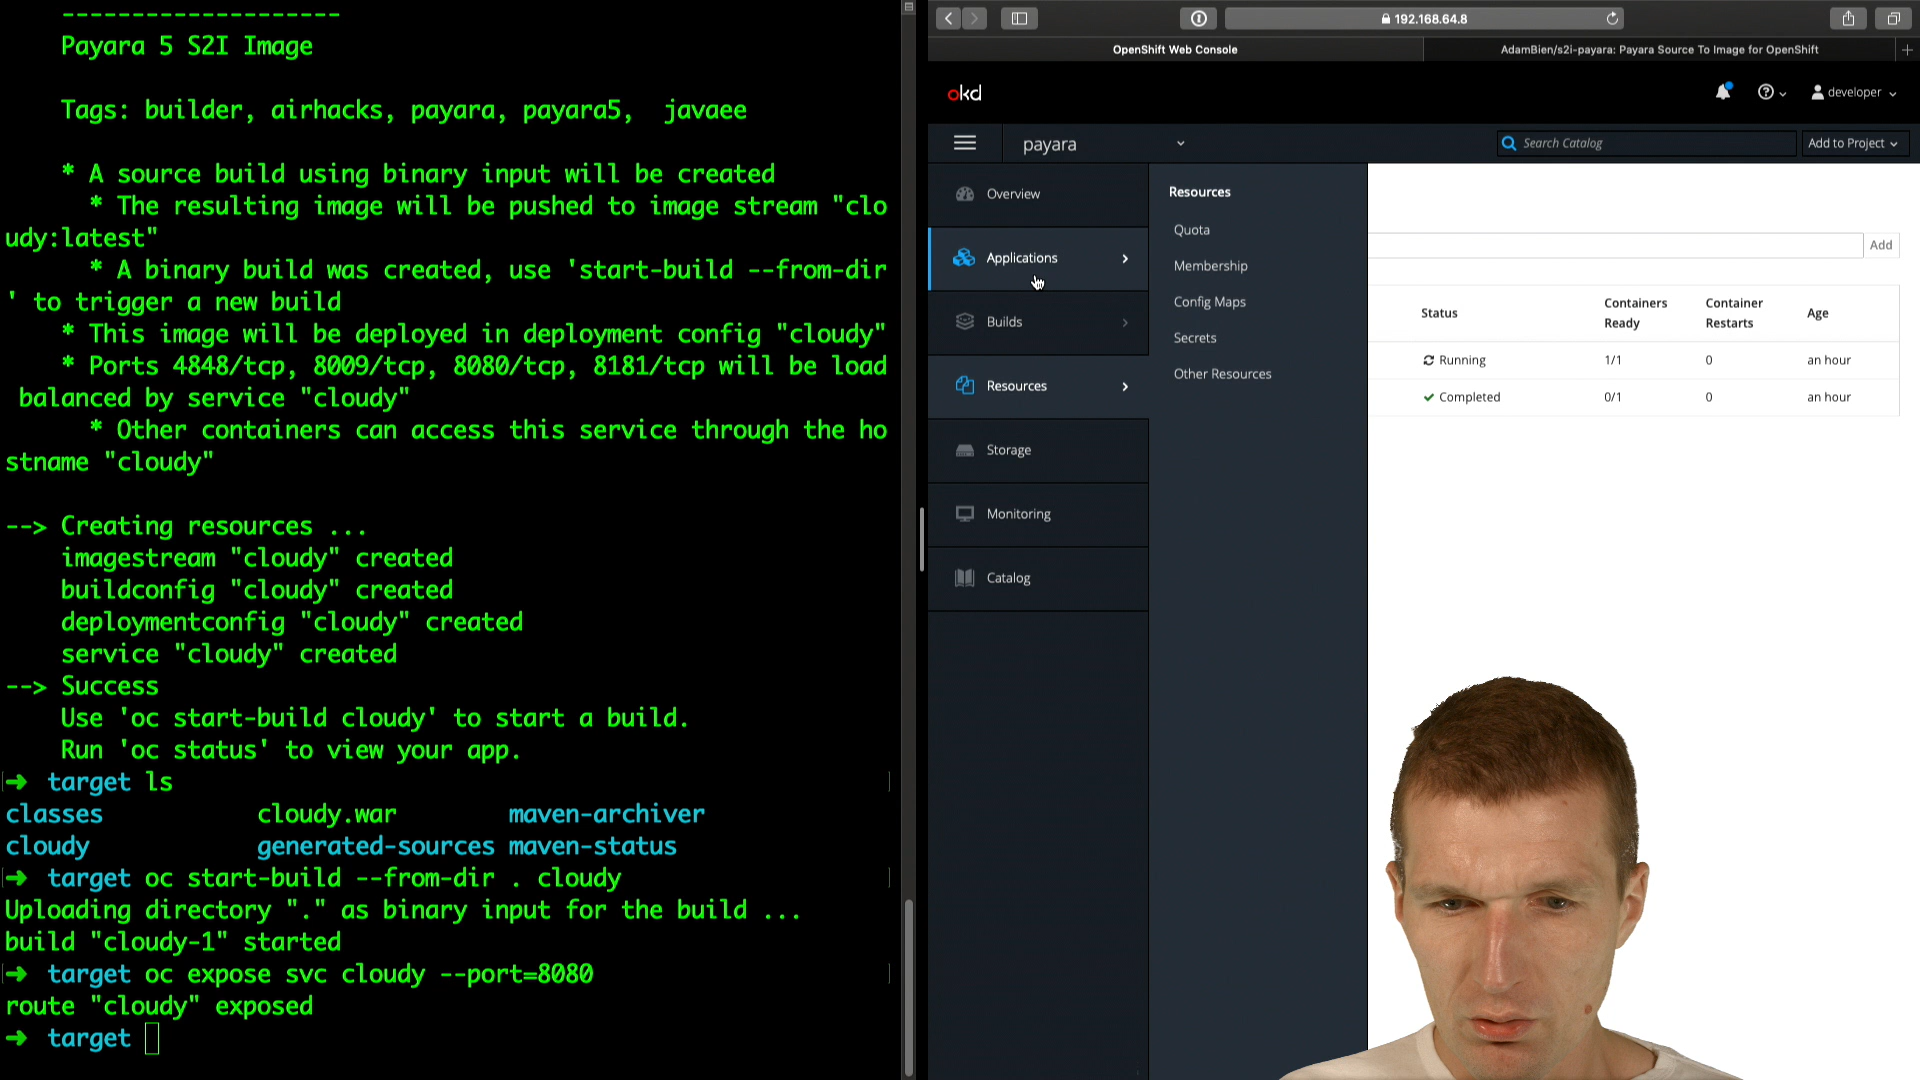 Payara 5 S2I Image
Tags: builder, airhacks, payara, payara5,  javaee
* A source build using binary input will be created
* The resulting image will be pushed to image stream "clo
udy:latest"
* A binary build was created, use 'start-build --from-dir
' to trigger a new build
* This image will be deployed in deployment config "cloudy"
* Ports 4848/tcp, 8009/tcp, 8080/tcp, 8181/tcp will be load
balanced by service "cloudy"
* Other containers can access this service through the ho
stname "cloudy"
--> Creating resources ...
imagestream "cloudy" created
buildconfig "cloudy" created
deploymentconfig "cloudy" created
service "cloudy" created
--> Success
Use 'oc start-build cloudy' to start a build.
Run 'oc status' to view your app.
➜ target ls
classes cloudy.war maven-archiver
cloudy generated-sources maven-status
➜ target oc start-build --from-dir . cloudy
Uploading directory "." as binary input for the build ...
build "cloudy-1" started
➜ target oc expose svc cloudy --port=8080
route "cloudy" exposed
➜ target
192.168.64.8
OpenShift Web Console
AdamBien/s2i-payara: Payara Source To Image for OpenShift
okd
developer
payara
Search Catalog
Add to Project
Overview
Applications
Builds
Resources
Storage
Monitoring
Catalog
Resources
Quota
Membership
Config Maps
Secrets
Other Resources
Add
Status Containers Ready Container Restarts Age
Running 1/1 0 an hour
Completed 0/1 0 an hour